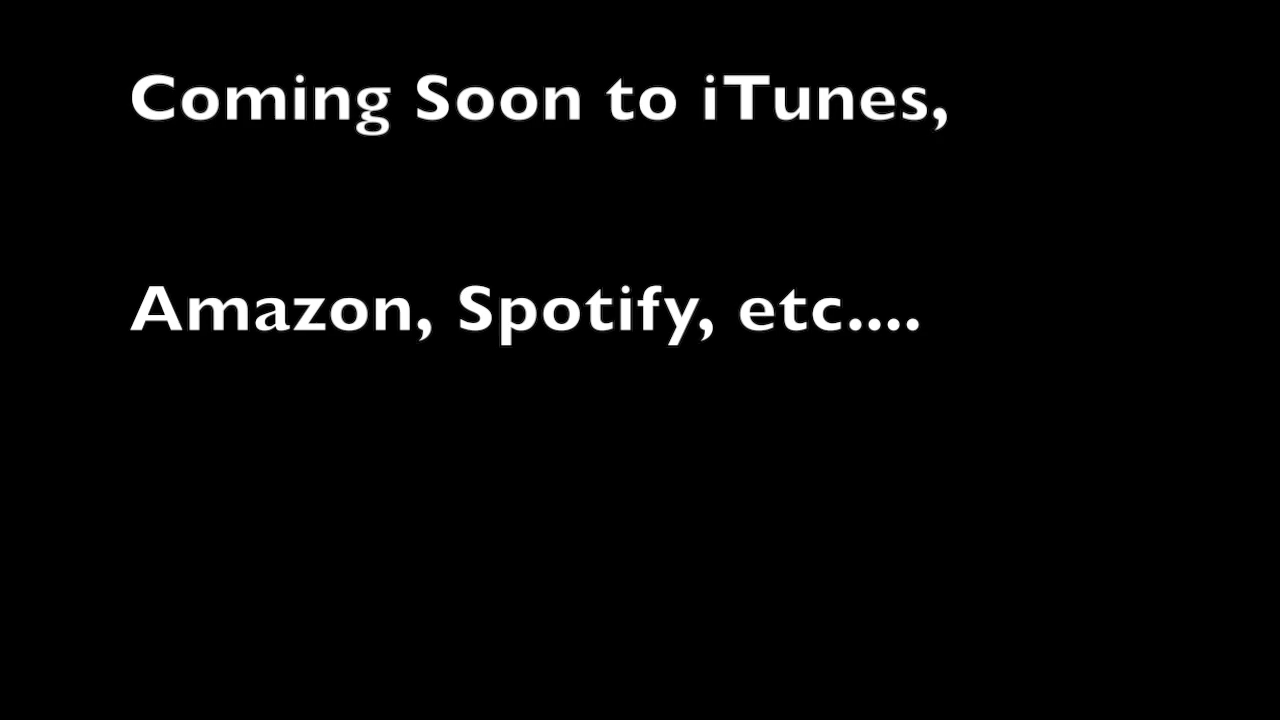 Coming Soon to iTunes,
Amazon, Spotify, etc....